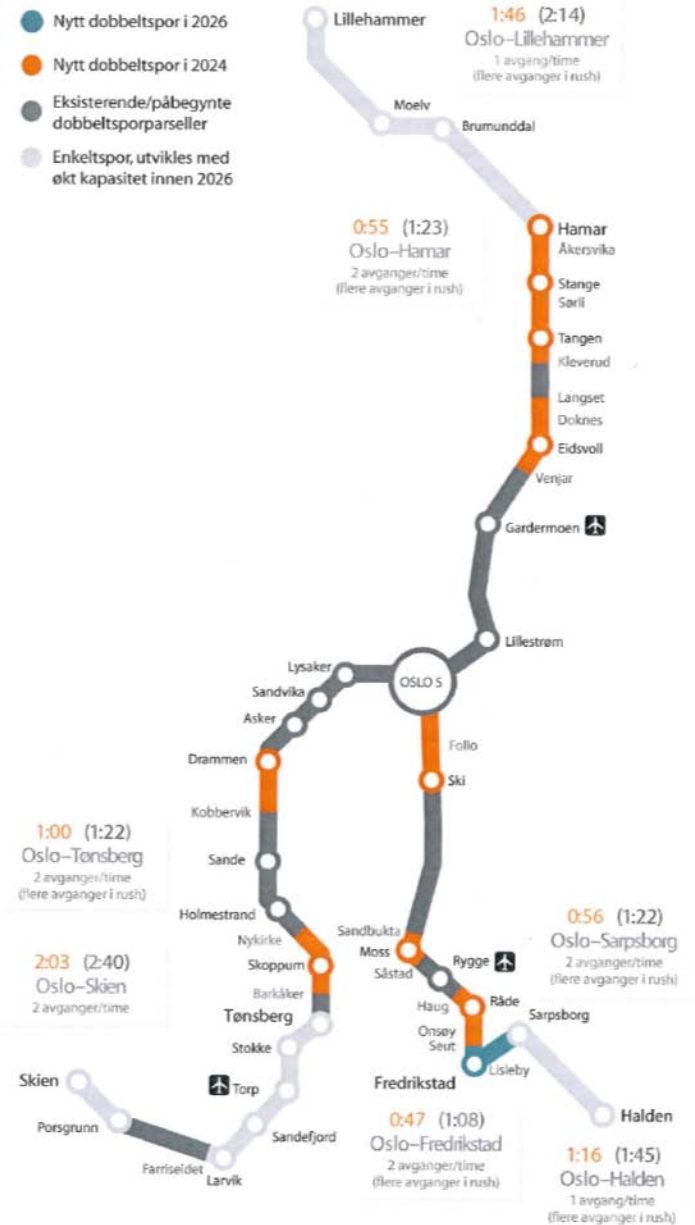 Nytt dobbeltspor i 2026
Nytt dobbeltspor i 2024
Eksisterende/påbegynte
dobbeltsporparseller
Enkeltspor, utvikles med
økt kapasitet innen 2026
Lillehammer
1:46 (2:14)
Oslo–Lillehammer
1 avgang/time
(flere avganger i rush)
Moelv
Brumunddal
0:55 (1:23)
Oslo–Hamar
2 avganger/time
(flere avganger i rush)
Hamar
Åkersvika
Stange
Sørli
Tangen
Kleverud
Langset
Doknes
Eidsvoll
Venjar
Gardermoen
Lillestrøm
OSLO S
Lysaker
Sandvika
Asker
Drammen
Kobbervik
Sande
Holmestrand
Nykirke
Skoppum
Barkåker
Tønsberg
Stokke
Torp
Sandefjord
Larvik
Farriseidet
Porsgrunn
Skien
1:00 (1:22)
Oslo–Tønsberg
2 avganger/time
(flere avganger i rush)
2:03 (2:40)
Oslo–Skien
2 avganger/time
Follo
Ski
Sandbukta
Moss
Såstad
Rygge
Haug
Råde
Onsøy
Seut
Fredrikstad
Lisleby
Sarpsborg
Halden
0:56 (1:22)
Oslo–Sarpsborg
2 avganger/time
(flere avganger i rush)
0:47 (1:08)
Oslo–Fredrikstad
2 avganger/time
(flere avganger i rush)
1:16 (1:45)
Oslo–Halden
1 avgang/time
(flere avganger i rush)